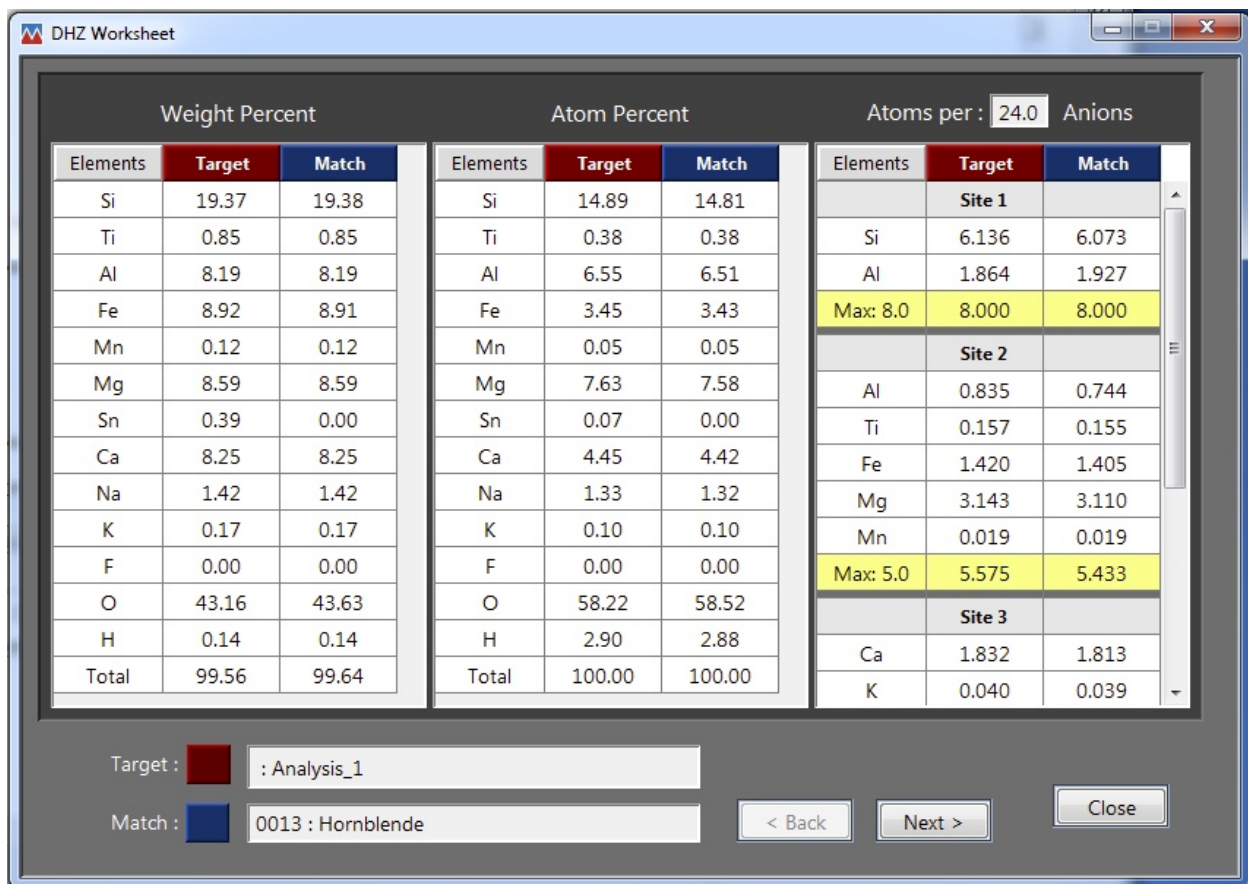 DHZ Worksheet
Weight Percent
Elements Target Match
Si 19.37 19.38
Ti 0.85 0.85
Al 8.19 8.19
Fe 8.92 8.91
Mn 0.12 0.12
Mg 8.59 8.59
Sn 0.39 0.00
Ca 8.25 8.25
Na 1.42 1.42
K 0.17 0.17
F 0.00 0.00
O 43.16 43.63
H 0.14 0.14
Total 99.56 99.64
Atom Percent
Elements Target Match
Si 14.89 14.81
Ti 0.38 0.38
Al 6.55 6.51
Fe 3.45 3.43
Mn 0.05 0.05
Mg 7.63 7.58
Sn 0.07 0.00
Ca 4.45 4.42
Na 1.33 1.32
K 0.10 0.10
F 0.00 0.00
O 58.22 58.52
H 2.90 2.88
Total 100.00 100.00
Atoms per : 24.0 Anions
Elements Target Match
Site 1
Si 6.136 6.073
Al 1.864 1.927
Max: 8.0 8.000 8.000
Site 2
Al 0.835 0.744
Ti 0.157 0.155
Fe 1.420 1.405
Mg 3.143 3.110
Mn 0.019 0.019
Max: 5.0 5.575 5.433
Site 3
Ca 1.832 1.813
K 0.040 0.039
Target : : Analysis_1
Match : 0013 : Hornblende
< Back Next > Close